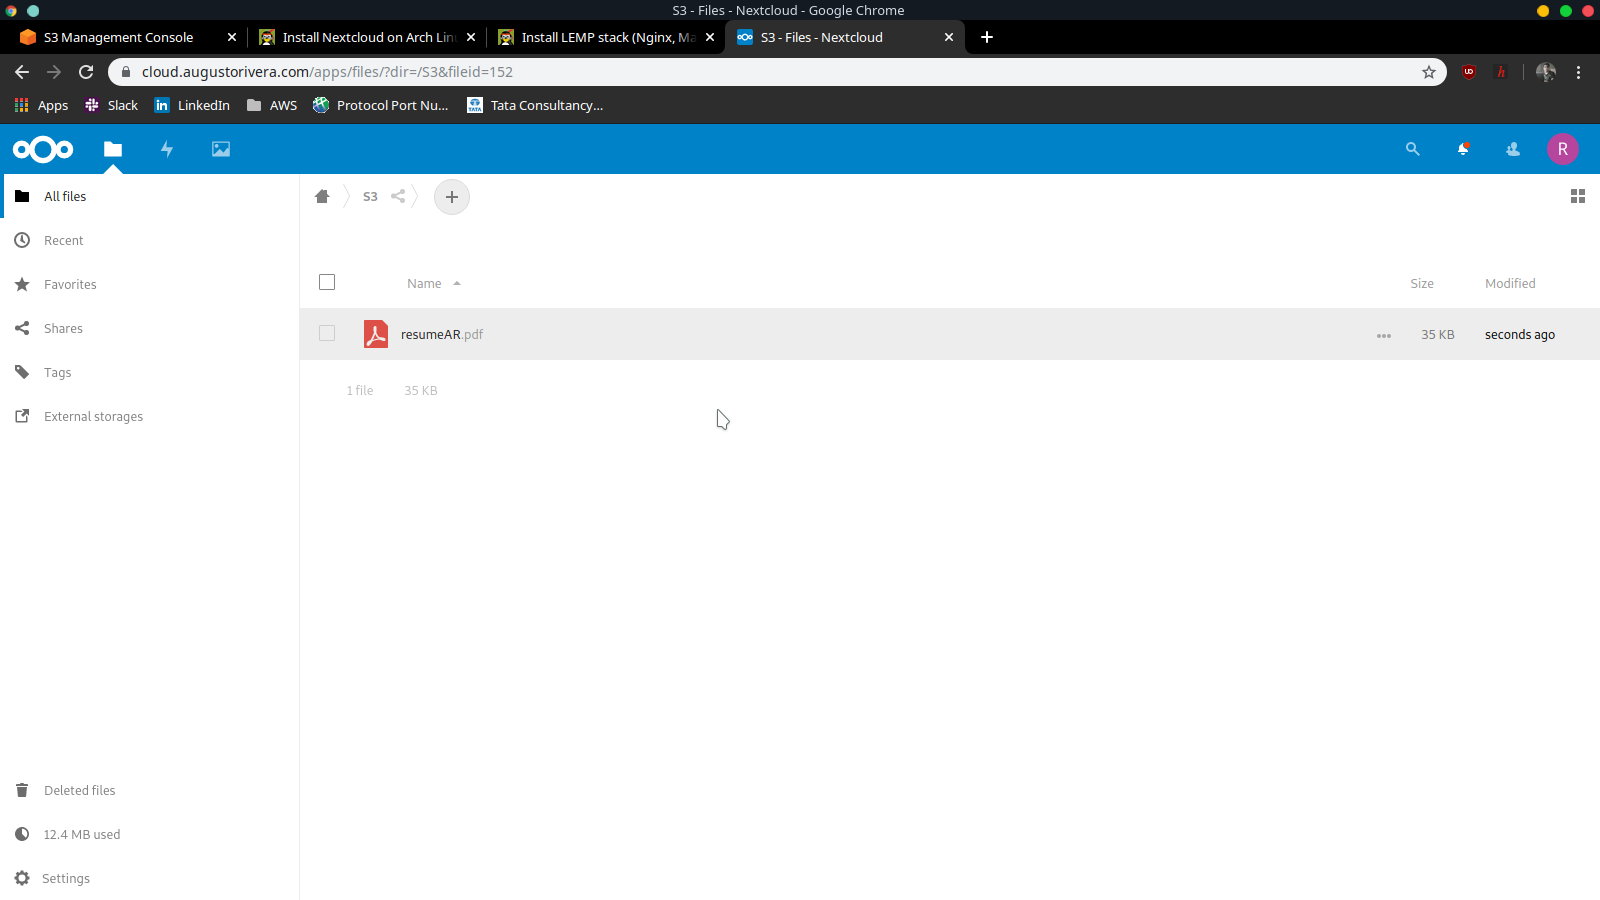 S3 - Files - Nextcloud - Google Chrome
S3 Management Console
Install Nextcloud on Arch Lin
Install LEMP stack (Nginx, Ma
S3 - Files - Nextcloud
cloud.augustorivera.com/apps/files/?dir=/S3&fileid=152
Apps
Slack
LinkedIn
AWS
Protocol Port Nu...
Tata Consultancy...
R
All files
Recent
Favorites
Shares
Tags
External storages
Deleted files
12.4 MB used
Settings
S3
Name
Size
Modified
resumeAR.pdf
35 KB
seconds ago
1 file
35 KB